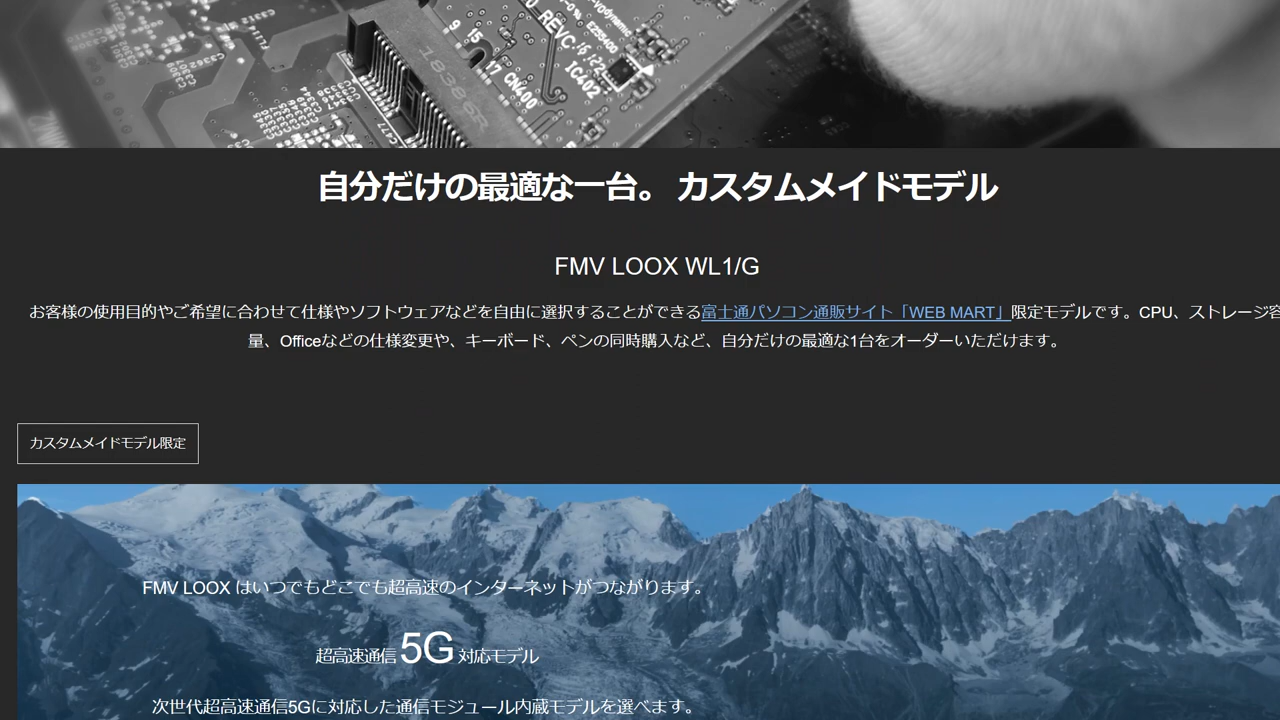 9 15
17 CN400
REVC
E255400
IC402
18386R
自分だけの最適な一台。 カスタムメイドモデル
FMV LOOX WL1/G
お客様の使用目的やご希望に合わせて仕様やソフトウェアなどを自由に選択することができる富士通パソコン通販サイト「WEB MART」限定モデルです。CPU、ストレージ容
量、Officeなどの仕様変更や、キーボード、ペンの同時購入など、自分だけの最適な1台をオーダーいただけます。
カスタムメイドモデル限定
FMV LOOX はいつでもどこでも超高速のインターネットがつながります。
超高速通信 5G 対応モデル
次世代超高速通信5Gに対応した通信モジュール内蔵モデルを選べます。